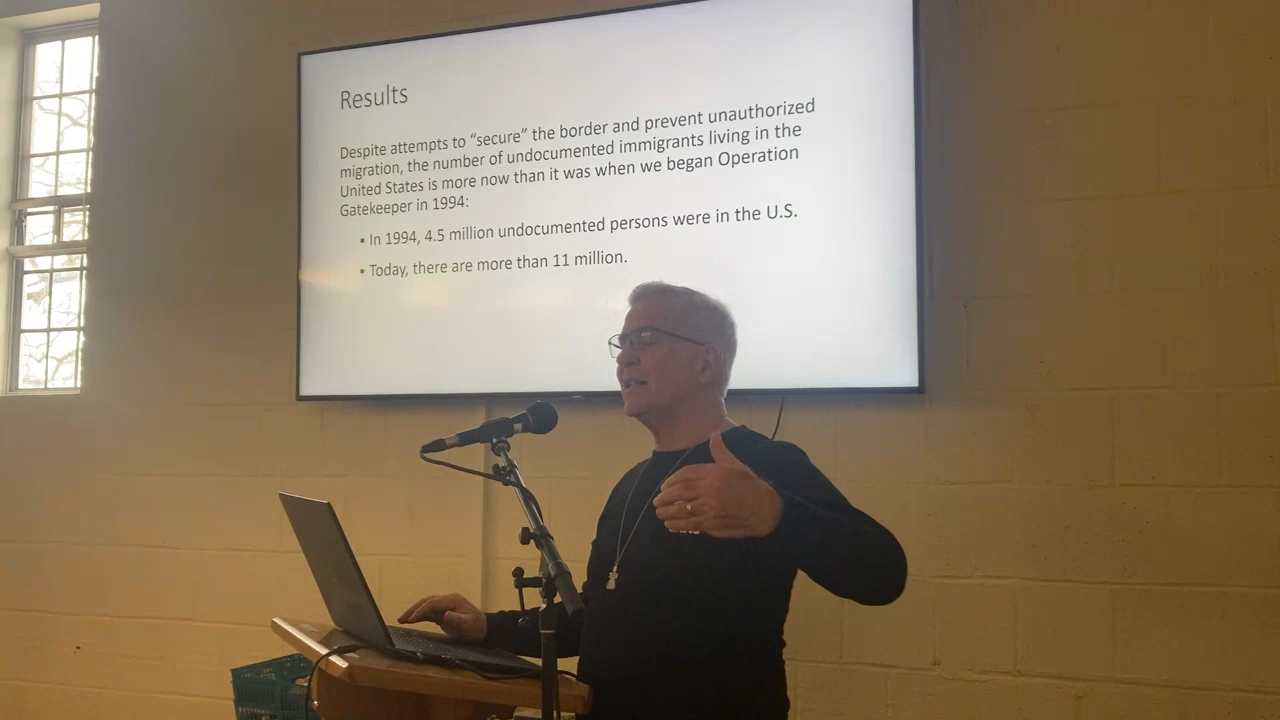 Results
Despite attempts to “secure” the border and prevent unauthorized
migration, the number of undocumented immigrants living in the
United States is more now than it was when we began Operation
Gatekeeper in 1994:
▪ In 1994, 4.5 million undocumented persons were in the U.S.
▪ Today, there are more than 11 million.